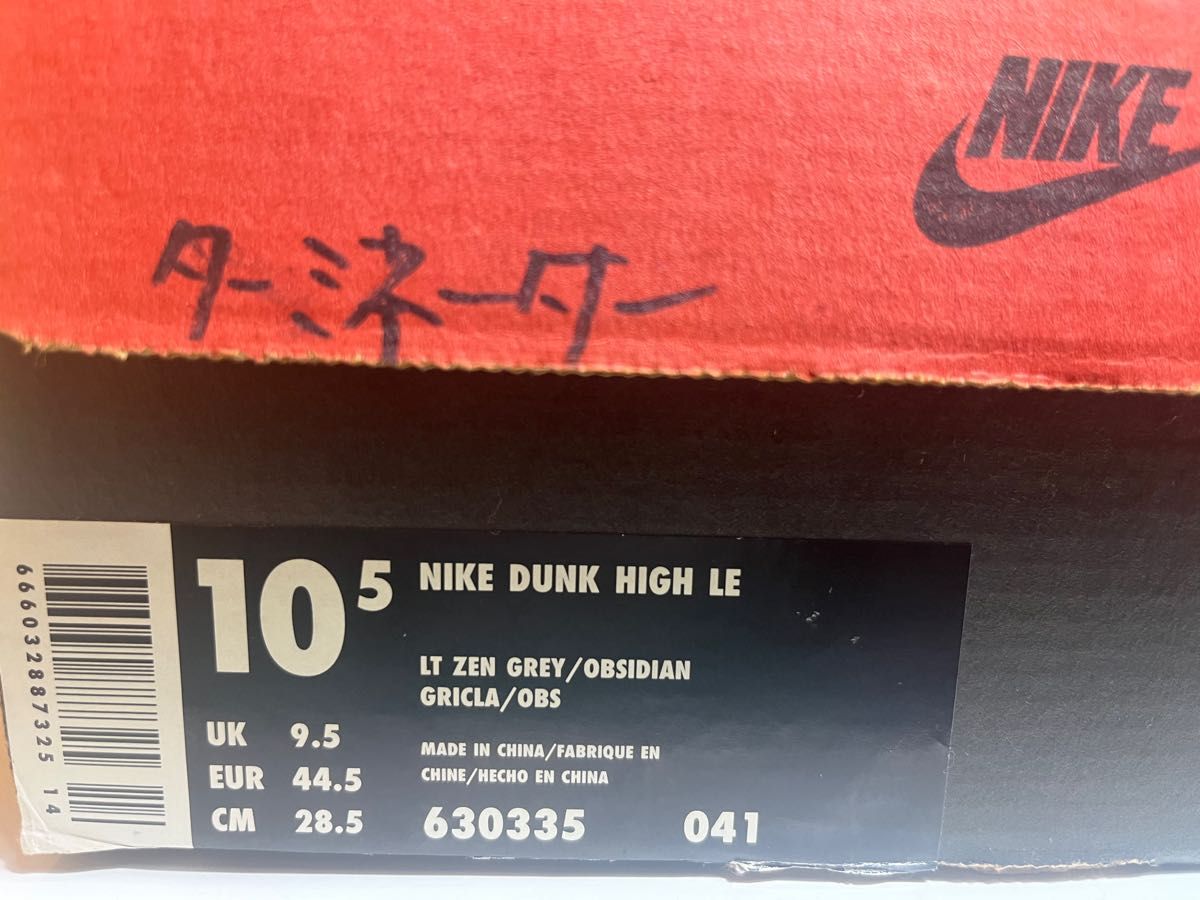 NIKE
ターミネーター
10 5
NIKE DUNK HIGH LE
LT ZEN GREY/OBSIDIAN
GRICLA/OBS
UK 9.5
EUR 44.5
CM 28.5
MADE IN CHINA/FABRIQUE EN
CHINE/HECHO EN CHINA
630335 041
666032887325 14